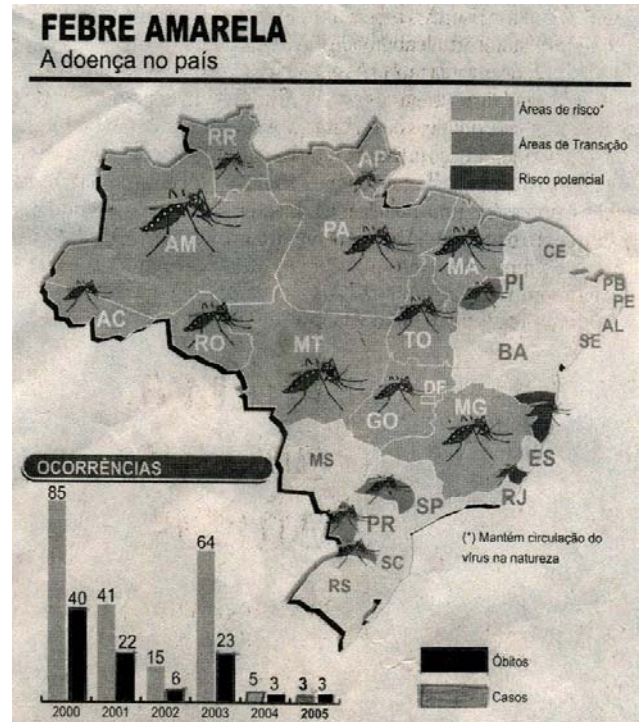 FEBRE AMARELA
A doença no país
Áreas de risco*
Áreas de Transição
Risco potencial
RR
AP
AM
PA
MA
CE
PI
PB
PE
AL
SE
AC
RO
TO
MT
BA
DF
GO
MG
MS
ES
SP
RJ
PR
SC
RS
(*) Mantém circulação do
vírus na natureza
OCORRÊNCIAS
85
40
41
22
15
6
64
23
5
3
3
3
2000 2001 2002 2003 2004 2005
Óbitos
Casos